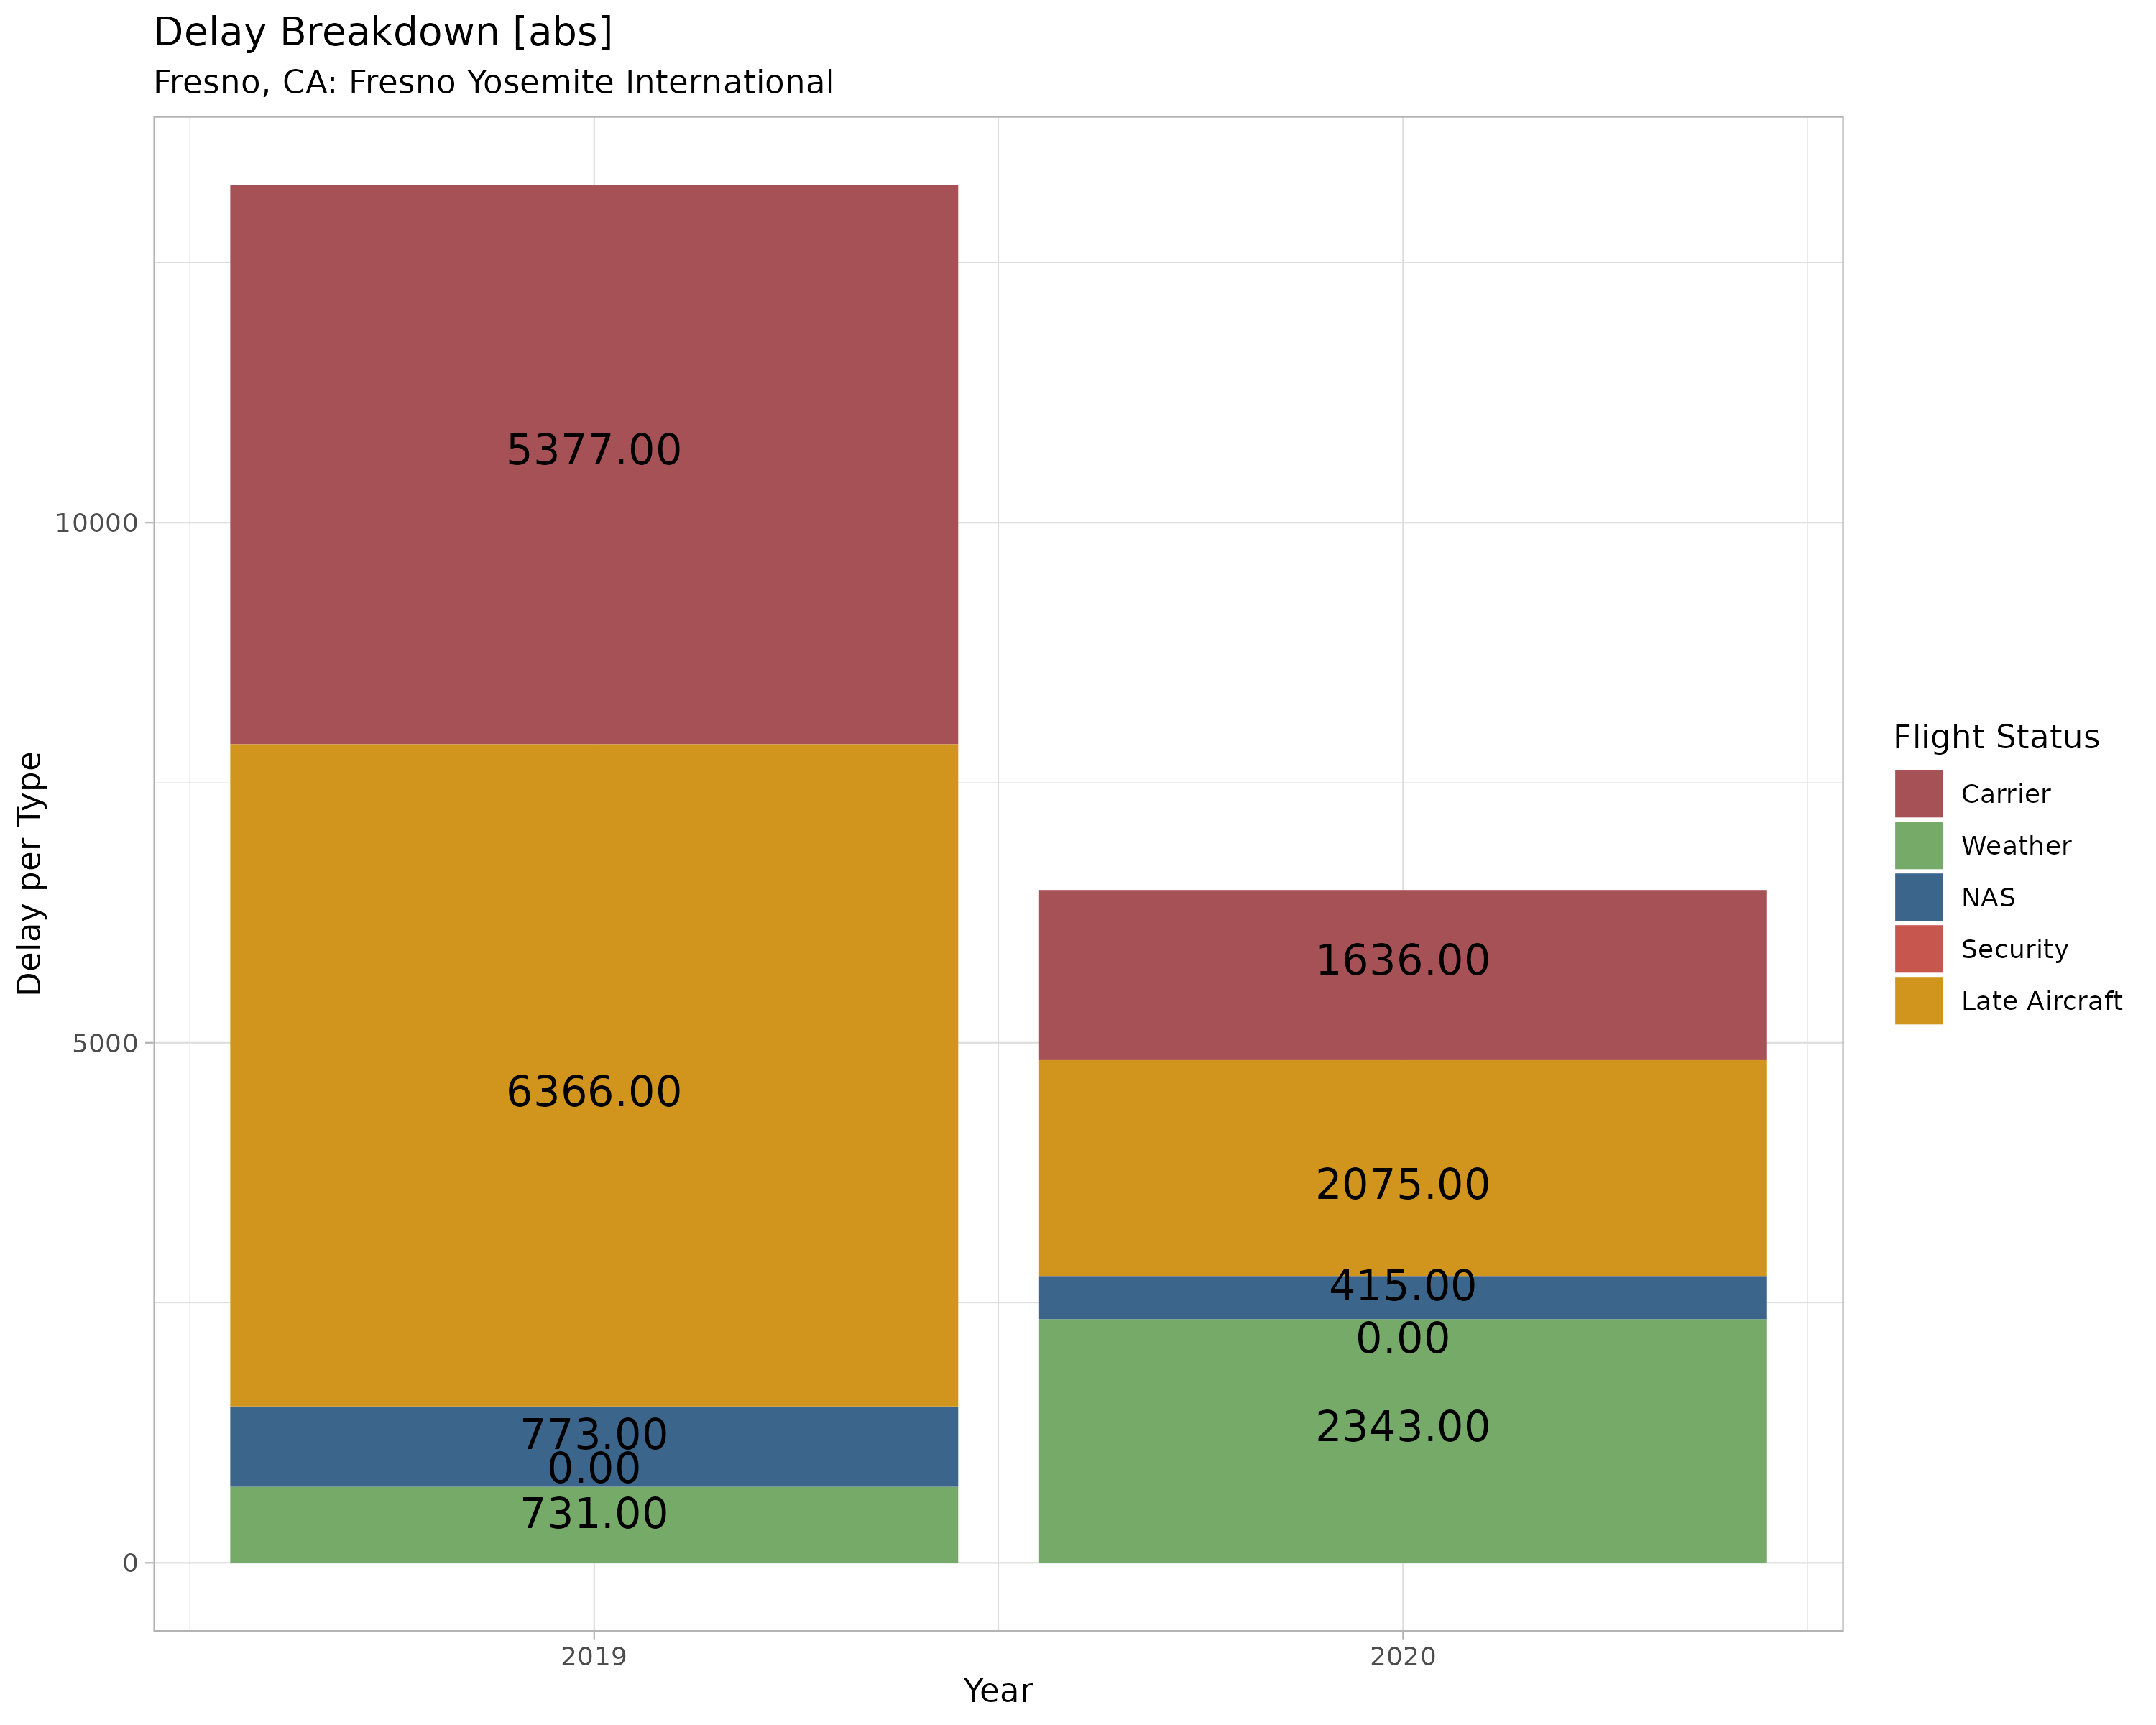 Delay Breakdown [abs]
Fresno, CA: Fresno Yosemite International
Delay per Type
10000
5000
0
5377.00
6366.00
773.00
0.00
731.00
1636.00
2075.00
415.00
0.00
2343.00
2019
2020
Year
Flight Status
Carrier
Weather
NAS
Security
Late Aircraft